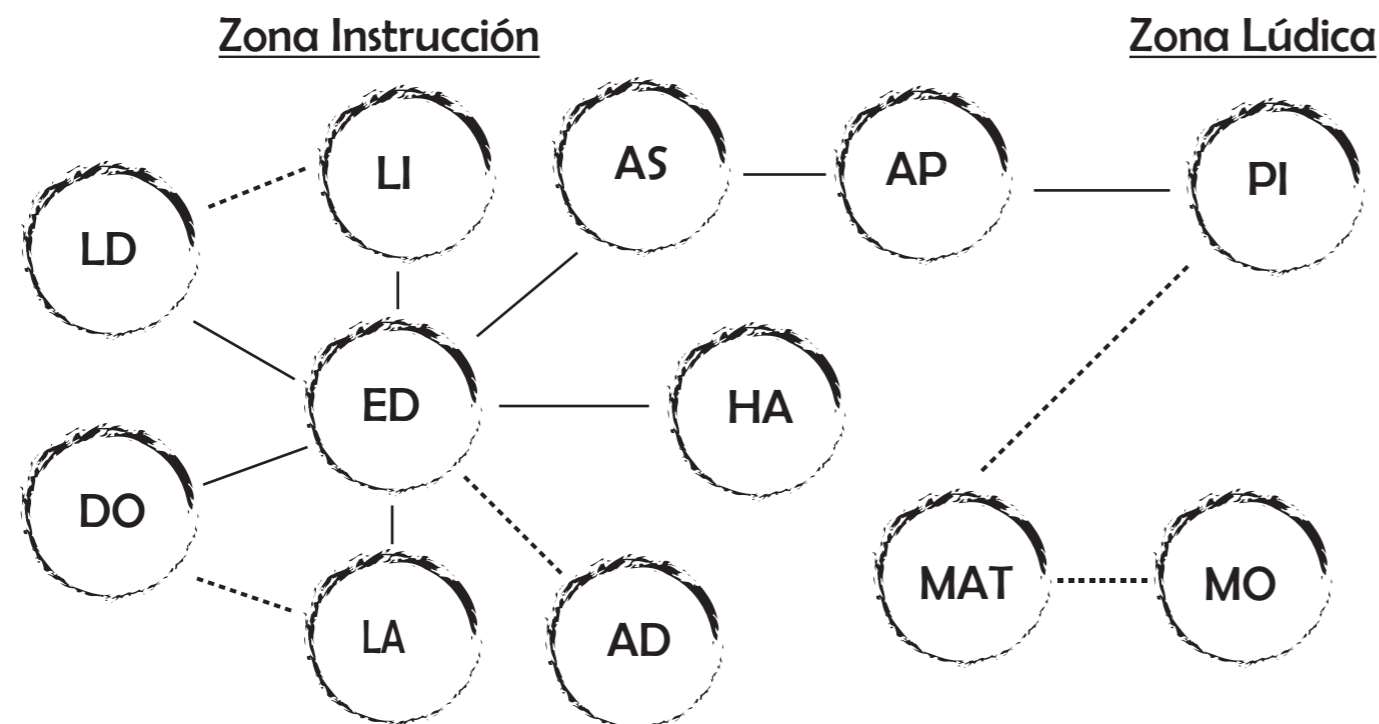 Zona Instrucción
Zona Lúdica
LI
AS
AP
PI
LD
ED
HA
DO
MAT
MO
LA
AD